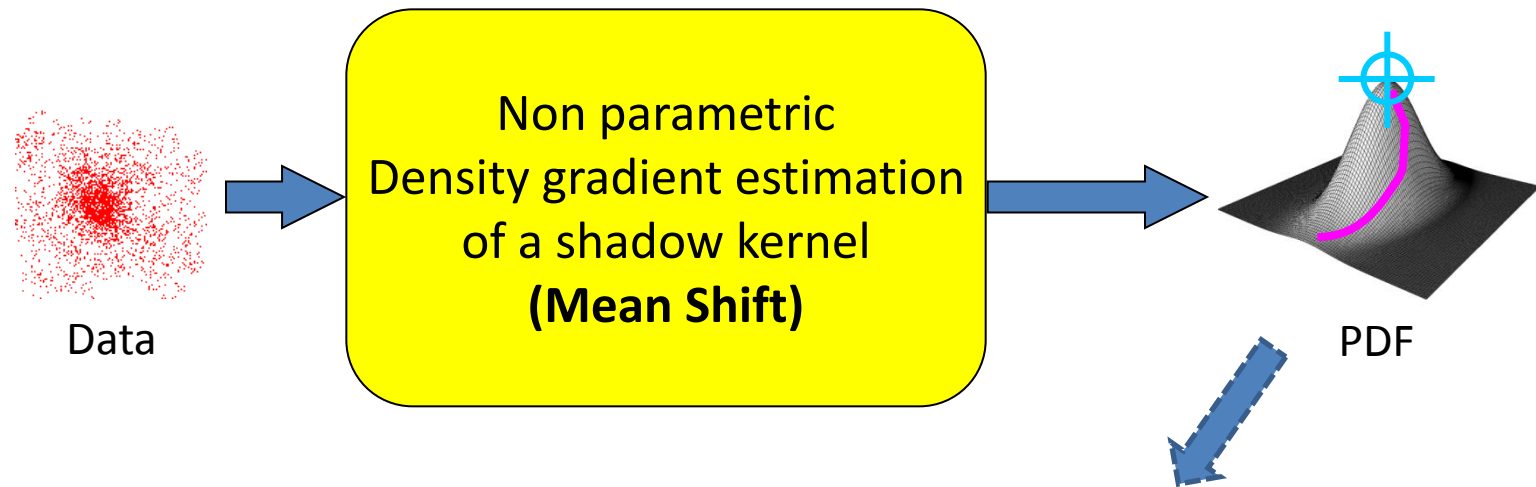 Non parametric
Density gradient estimation
of a shadow kernel
(Mean Shift)
Data
PDF